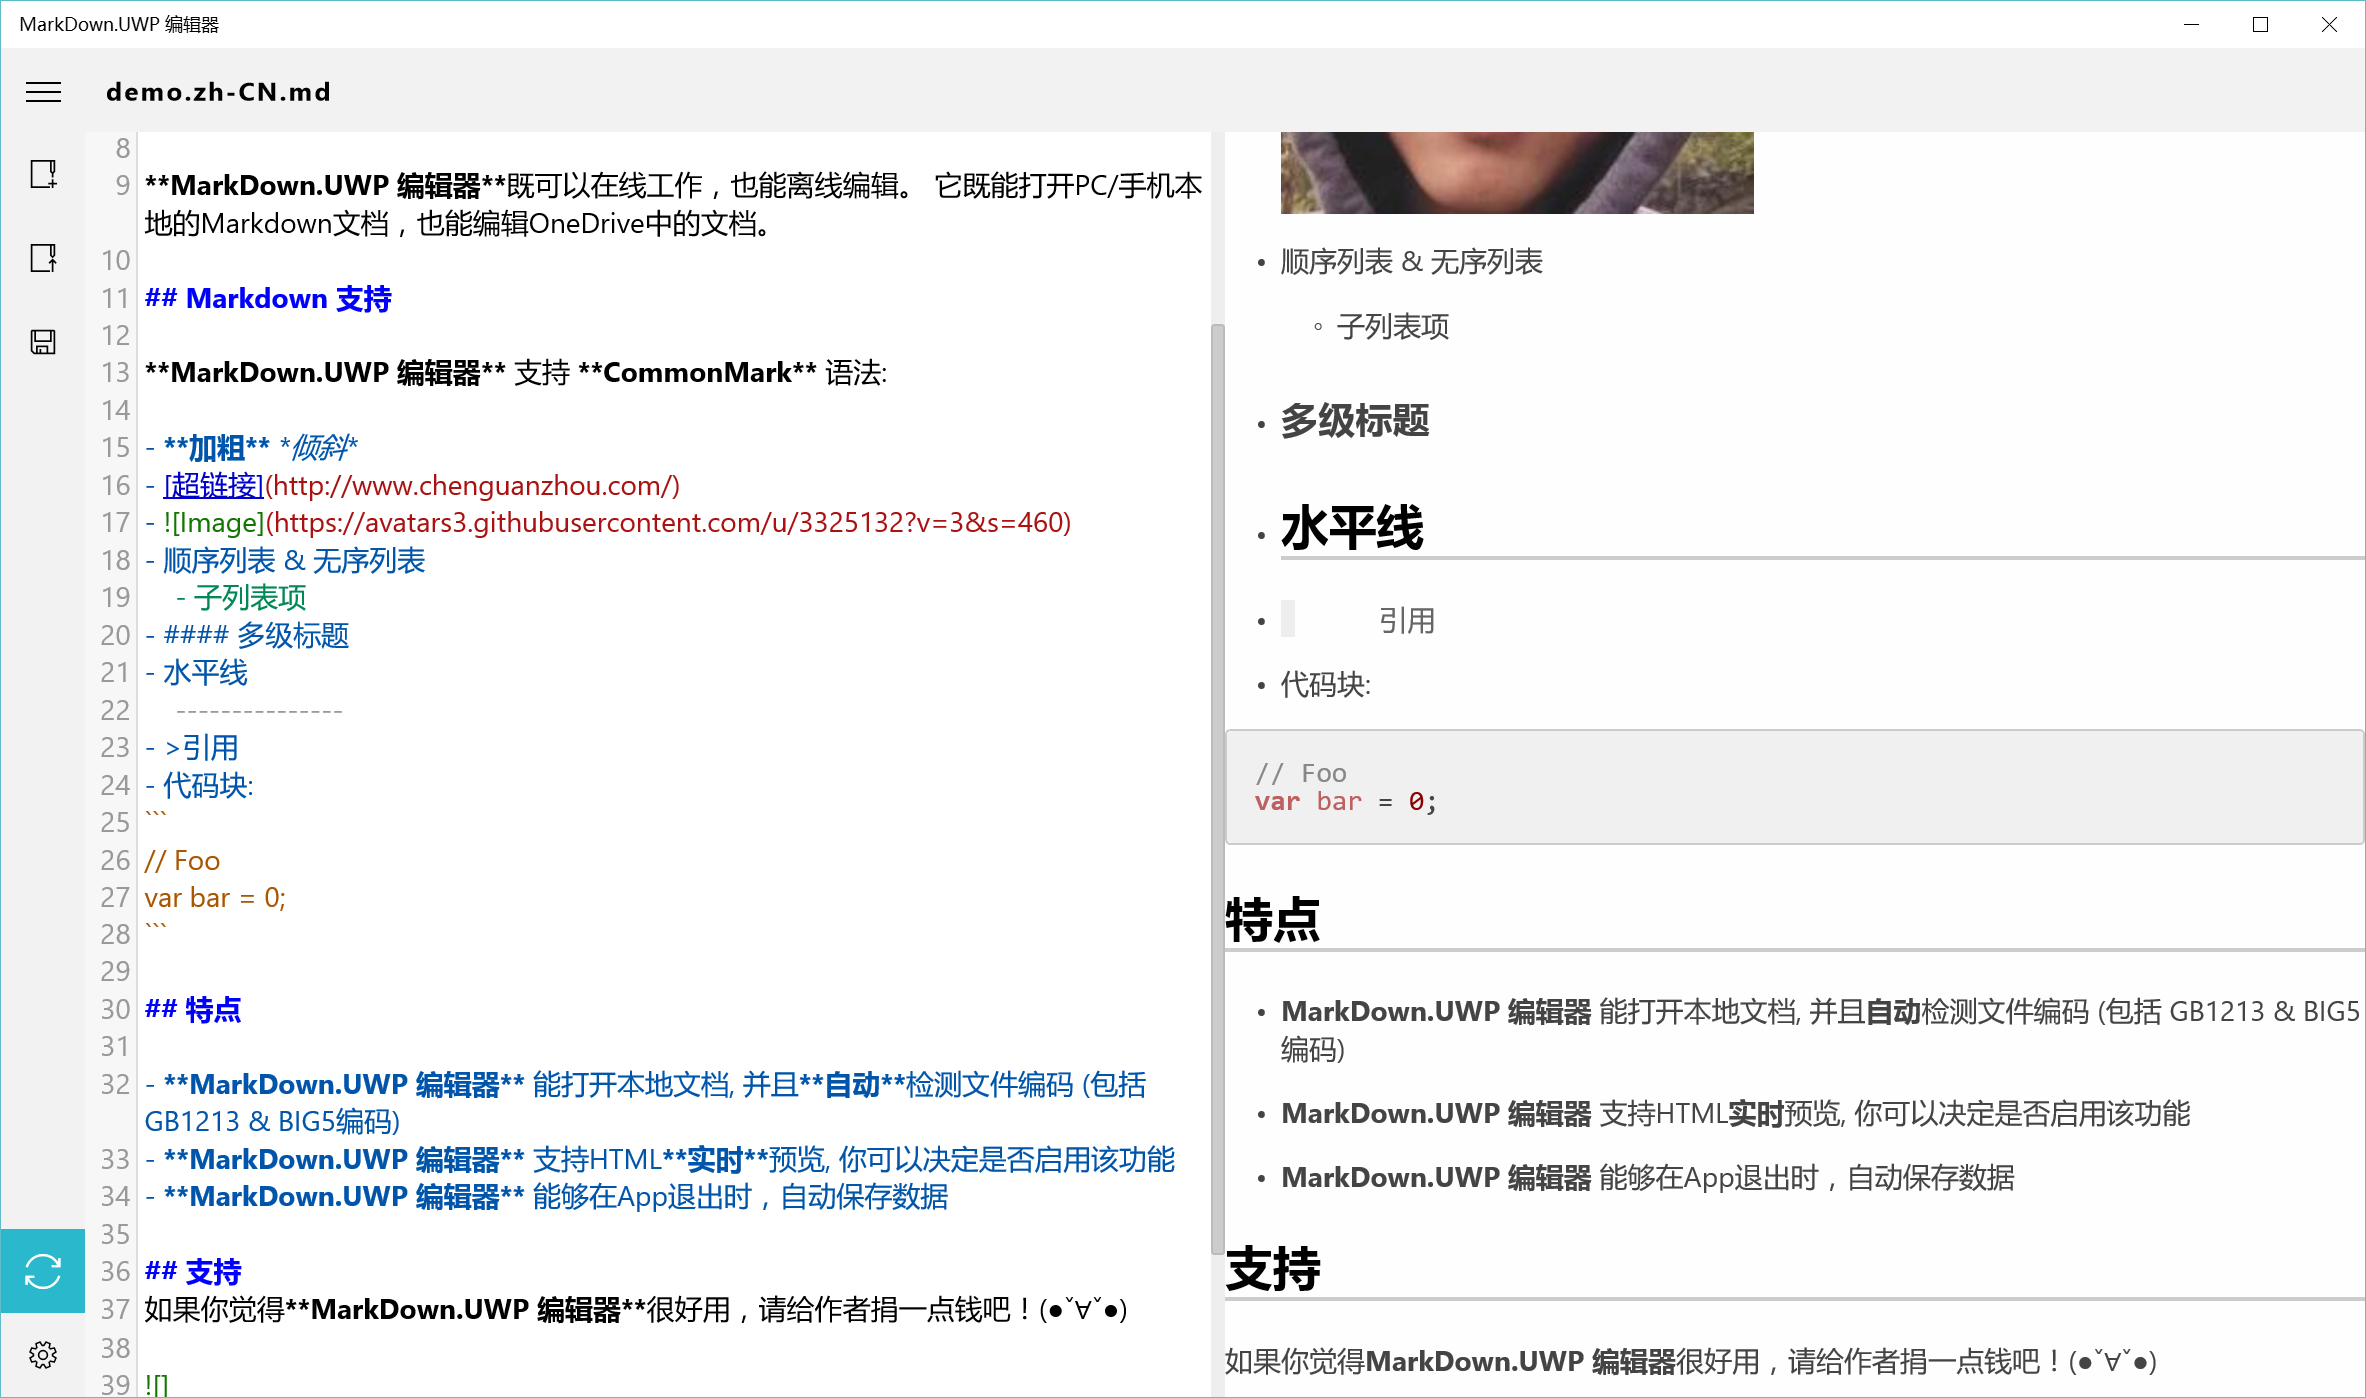 MarkDown.UWP 编辑器
demo.zh-CN.md
8
9 **MarkDown.UWP 编辑器**既可以在线工作，也能离线编辑。 它既能打开PC/手机本
地的Markdown文档，也能编辑OneDrive中的文档。
10
11 ## Markdown 支持
12
13 **MarkDown.UWP 编辑器** 支持 **CommonMark** 语法:
14
15 - **加粗** *倾斜*
16 - [超链接](http://www.chenguanzhou.com/)
17 - ![Image](https://avatars3.githubusercontent.com/u/3325132?v=3&s=460)
18 - 顺序列表 & 无序列表
19 - 子列表项
20 - #### 多级标题
21 - 水平线
22 ---------------
23 - >引用
24 - 代码块:
25 ```
26 // Foo
27 var bar = 0;
28 ```
29
30 ## 特点
31
32 - **MarkDown.UWP 编辑器** 能打开本地文档, 并且**自动**检测文件编码 (包括
GB1213 & BIG5编码)
33 - **MarkDown.UWP 编辑器** 支持HTML**实时**预览, 你可以决定是否启用该功能
34 - **MarkDown.UWP 编辑器** 能够在App退出时，自动保存数据
35
36 ## 支持
37 如果你觉得**MarkDown.UWP 编辑器**很好用，请给作者捐一点钱吧！(●ˇ∀ˇ●)
38
39 ![]
• 顺序列表 & 无序列表
◦ 子列表项
• 多级标题
• 水平线
• 引用
• 代码块:
// Foo
var bar = 0;
特点
• MarkDown.UWP 编辑器 能打开本地文档, 并且自动检测文件编码 (包括 GB1213 & BIG5
编码)
• MarkDown.UWP 编辑器 支持HTML实时预览, 你可以决定是否启用该功能
• MarkDown.UWP 编辑器 能够在App退出时，自动保存数据
支持
如果你觉得MarkDown.UWP 编辑器很好用，请给作者捐一点钱吧！(●ˇ∀ˇ●)